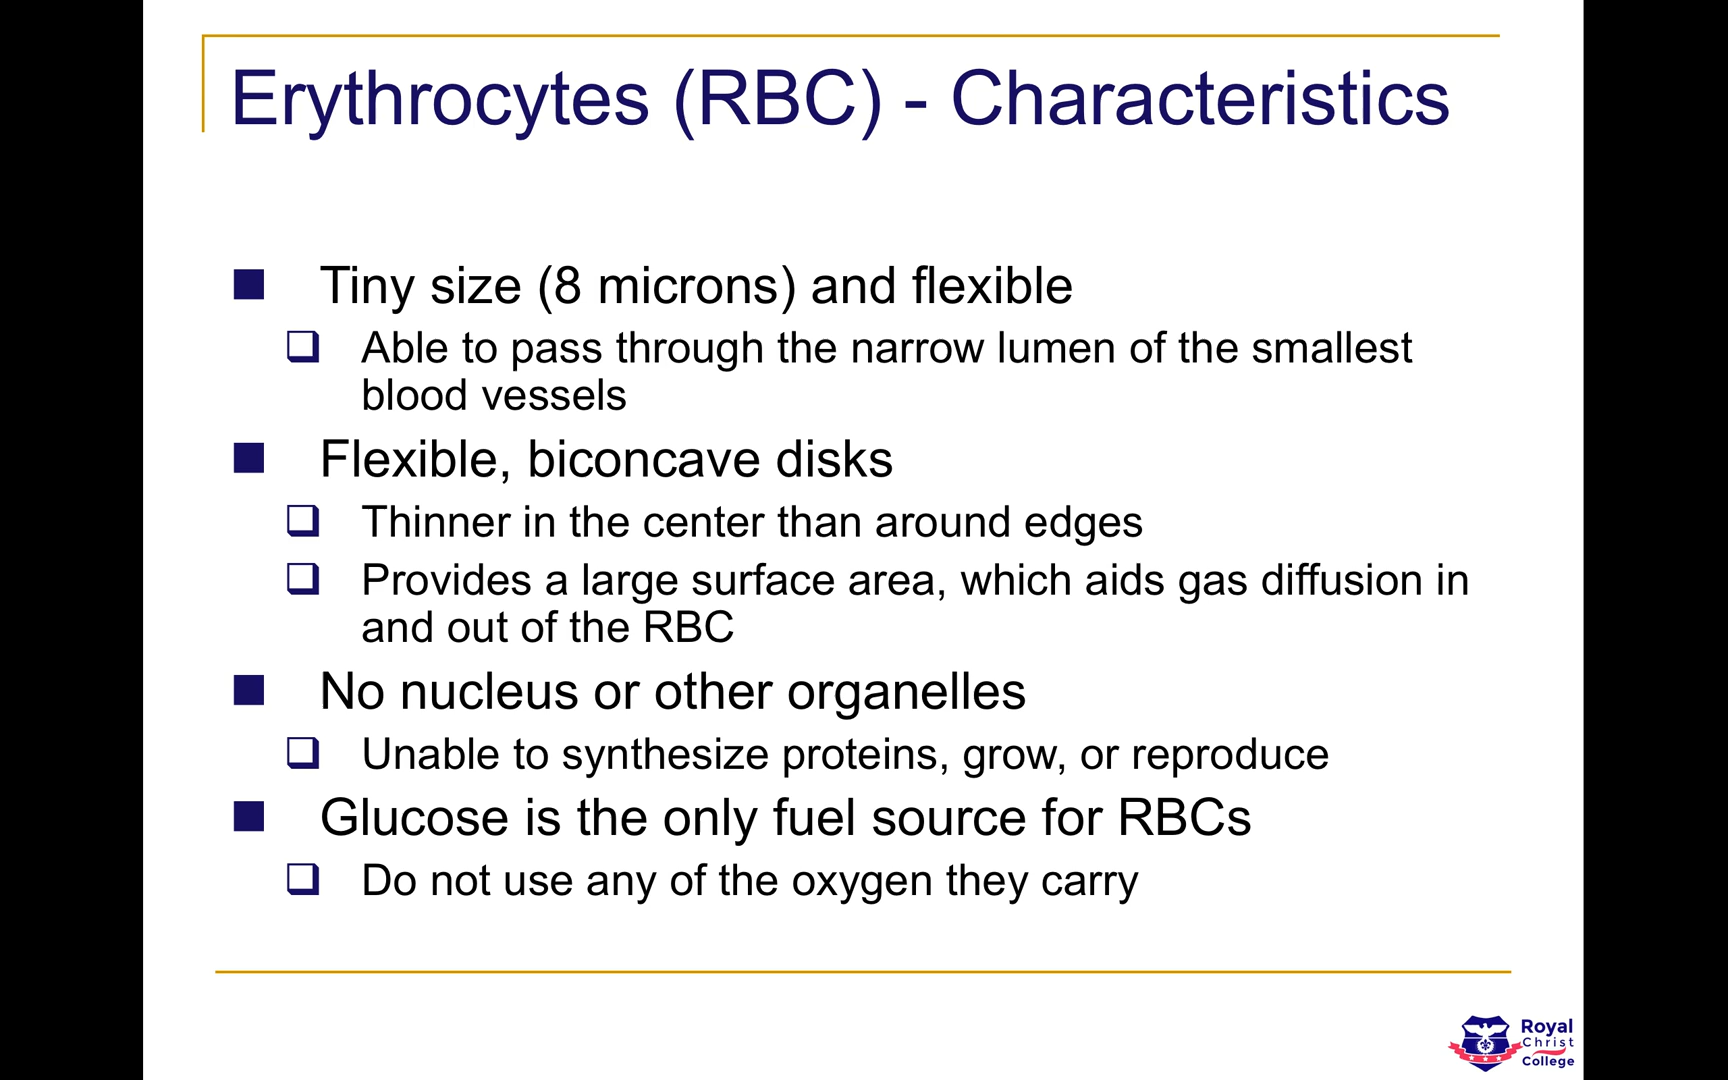 Erythrocytes (RBC) - Characteristics
Tiny size (8 microns) and flexible
Able to pass through the narrow lumen of the smallest
blood vessels
Flexible, biconcave disks
Thinner in the center than around edges
Provides a large surface area, which aids gas diffusion in
and out of the RBC
No nucleus or other organelles
Unable to synthesize proteins, grow, or reproduce
Glucose is the only fuel source for RBCs
Do not use any of the oxygen they carry
Royal
Christ
College